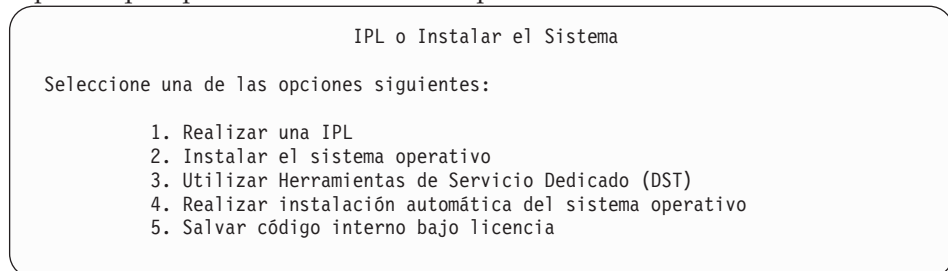 IPL o Instalar el Sistema
Seleccione una de las opciones siguientes:
1. Realizar una IPL
2. Instalar el sistema operativo
3. Utilizar Herramientas de Servicio Dedicado (DST)
4. Realizar instalación automática del sistema operativo
5. Salvar código interno bajo licencia